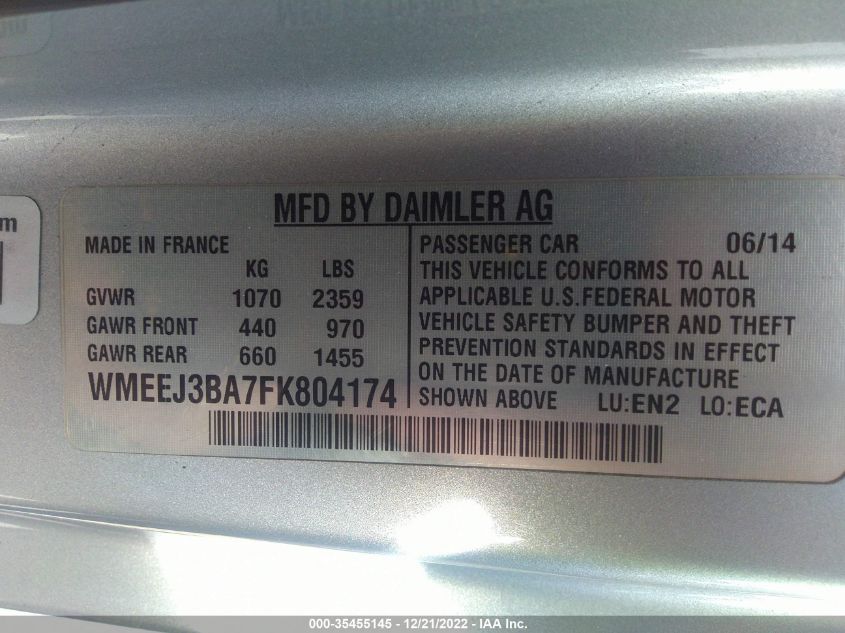 MFD BY DAIMLER AG
m
MADE IN FRANCE
KG LBS
GVWR 1070 2359
GAWR FRONT 440 970
GAWR REAR 660 1455
WMEEJ3BA7FK804174
PASSENGER CAR 06/14
THIS VEHICLE CONFORMS TO ALL
APPLICABLE U.S.FEDERAL MOTOR
VEHICLE SAFETY BUMPER AND THEFT
PREVENTION STANDARDS IN EFFECT
ON THE DATE OF MANUFACTURE
SHOWN ABOVE LU:EN2 LO:ECA
000-35455145 - 12/21/2022 - IAA Inc.